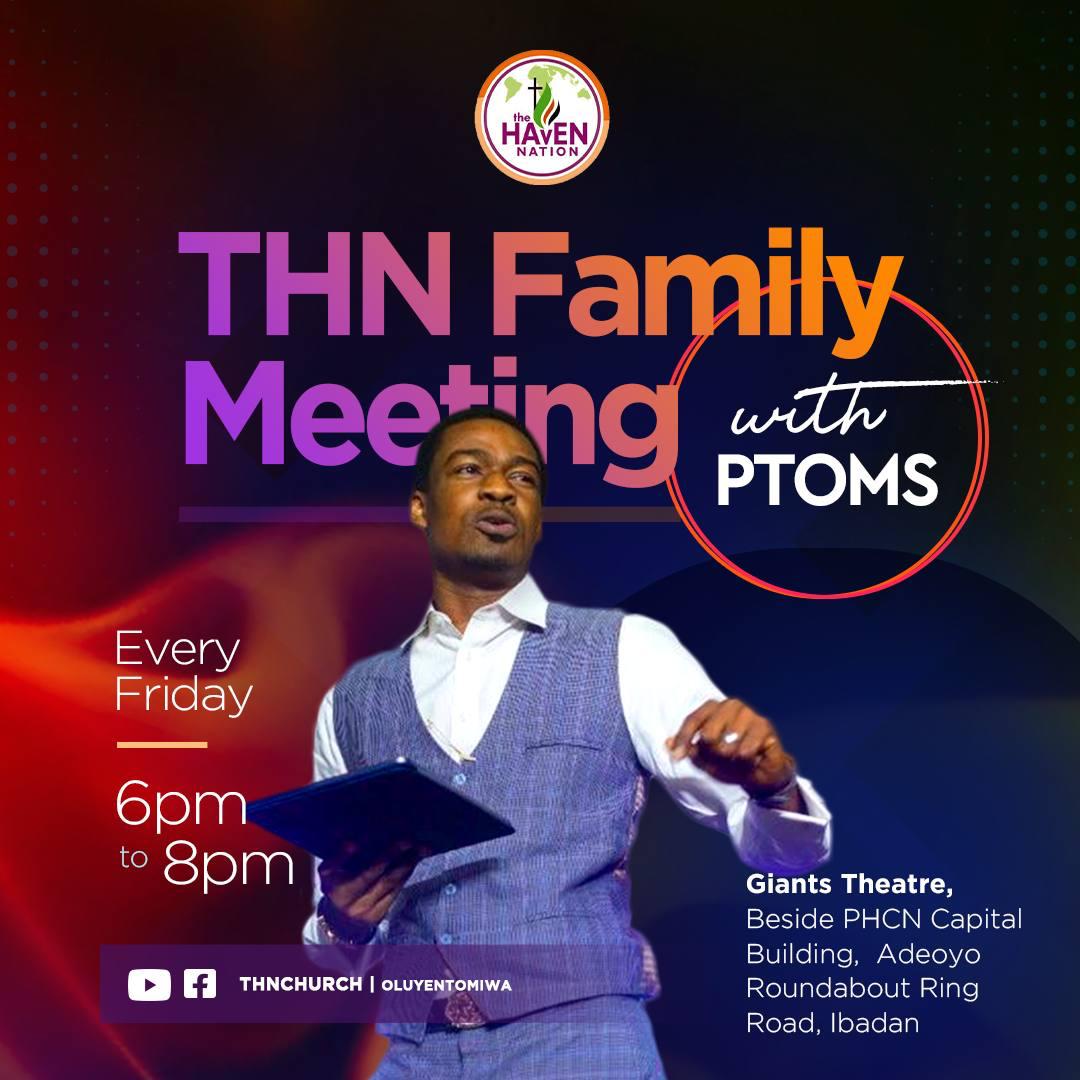 the
HAvEN
NATION
THN Family
Meeting
with
PTOMS
Every
Friday
6pm
to 8pm
Giants Theatre,
Beside PHCN Capital
Building, Adeoyo
Roundabout Ring
Road, Ibadan
THNCHURCH | OLUYENTOMIWA